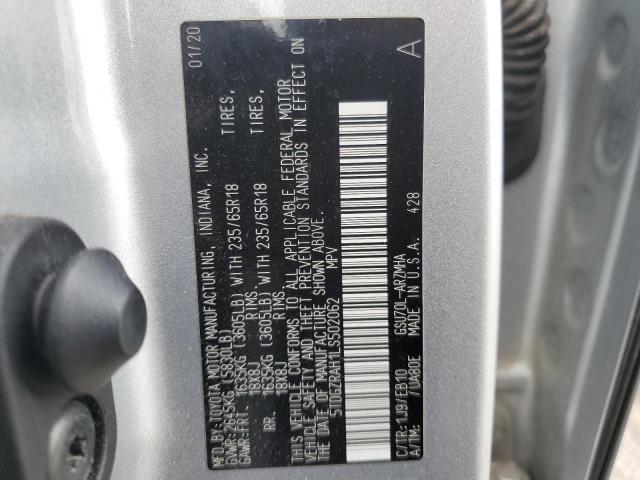 MFD.BY:TOYOTA MOTOR MANUFACTURING, INDIANA, INC. 01/20
GVWR:2645KG (5830LB)
GAWR:FRT. 1635KG (3605LB) WITH 235/65R18 TIRES,
18X8J RIMS,
RR. 1635KG (3605LB) WITH 235/65R18 TIRES,
18X8J RIMS.
THIS VEHICLE CONFORMS TO ALL APPLICABLE FEDERAL MOTOR
VEHICLE SAFETY AND THEFT PREVENTION STANDARDS IN EFFECT ON
THE DATE OF MANUFACTURE SHOWN ABOVE.
5TDFZRAH1LS502062 MPV
C/TR:1J9/EB10 GSU70L-ARZMHA A
A/TM: /UA80E MADE IN U.S.A. 428